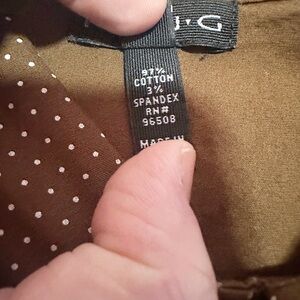 J·G
97%
COTTON
3%
SPANDEX
RN#
96508
MADE IN